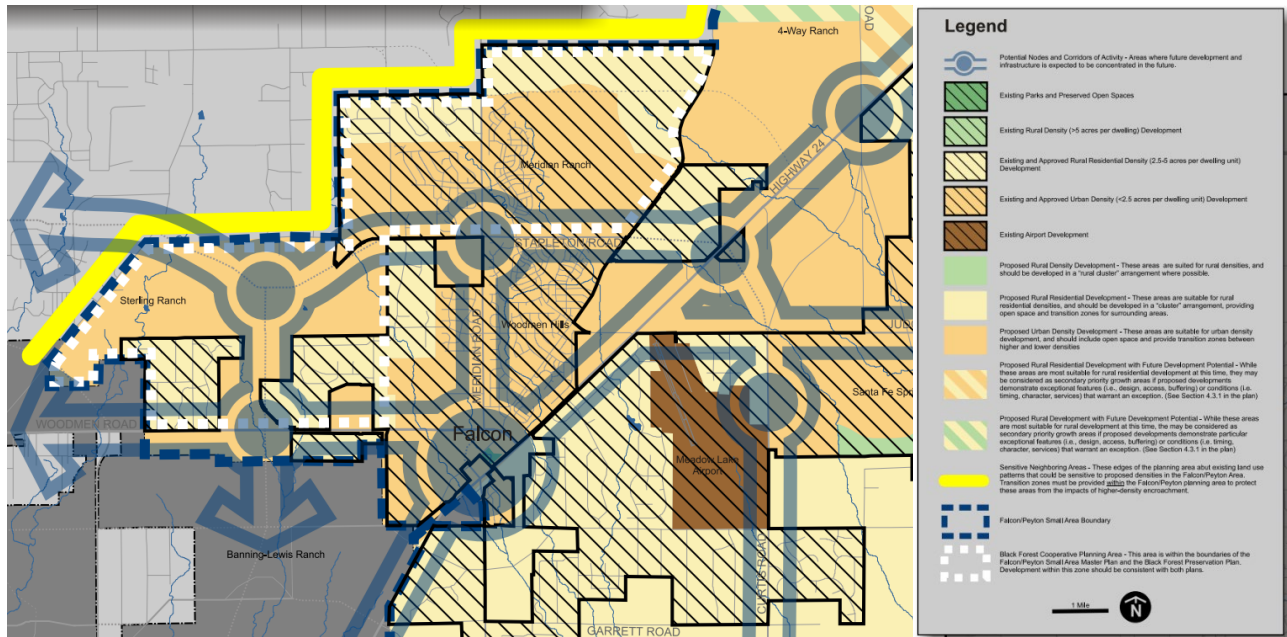 ROAD
4-Way Ranch
HIGHWAY 24
Meridian Ranch
STAPLETON ROAD
Sterling Ranch
MERIDIAN ROAD
Woodmen Hills
Santa Fe Spr
WOODMEN ROAD
Falcon
Meadow Lake
Airport
Banning-Lewis Ranch
CURTIS ROAD
GARRETT ROAD
Legend
Potential Nodes and Corridors of Activity - Areas where future development and
infrastructure is expected to be concentrated in the future.
Existing Parks and Preserved Open Spaces
Existing Rural Density (>5 acres per dwelling) Development
Existing and Approved Rural Residential Density (2.5-5 acres per dwelling unit)
Development
Existing and Approved Urban Density (<2.5 acres per dwelling unit) Development
Existing Airport Development
Proposed Rural Density Development - These areas are suited for rural densities, and
should be developed in a "rural cluster" arrangement where possible.
Proposed Rural Residential Development - These areas are suitable for rural
residential densities, and should be developed in a "cluster" arrangement, providing
open space and transition zones for surrounding areas.
Proposed Urban Density Development - These areas are suitable for urban density
development, and should include open space and provide transition zones between
higher and lower densities
Proposed Rural Residential Development with Future Development Potential - While
these areas are most suitable for rural residential development at this time, they may
be considered as secondary priority growth areas if proposed developments
demonstrate exceptional features (i.e., design, access, buffering) or conditions (i.e.
timing, character, services) that warrant an exception. (See Section 4.3.1 in the plan)
Proposed Rural Development with Future Development Potential - While these areas
are most suitable for rural development at this time, the may be considered as
secondary priority growth areas if proposed developments demonstrate particular
exceptional features (i.e., design, access, buffering) or conditions (i.e. timing,
character, services) that warrant an exception. (See Section 4.3.1 in the plan)
Sensitive Neighboring Areas - These edges of the planning area abut existing land use
patterns that could be sensitive to proposed densities in the Falcon/Peyton Area.
Transition zones must be provided within the Falcon/Peyton planning area to protect
these areas from the impacts of higher-density encroachment.
Falcon/Peyton Small Area Boundary
Black Forest Cooperative Planning Area - This area is within the boundaries of the
Falcon/Peyton Small Area Master Plan and the Black Forest Preservation Plan.
Development within this zone should be consistent with both plans.
1 Mile
N